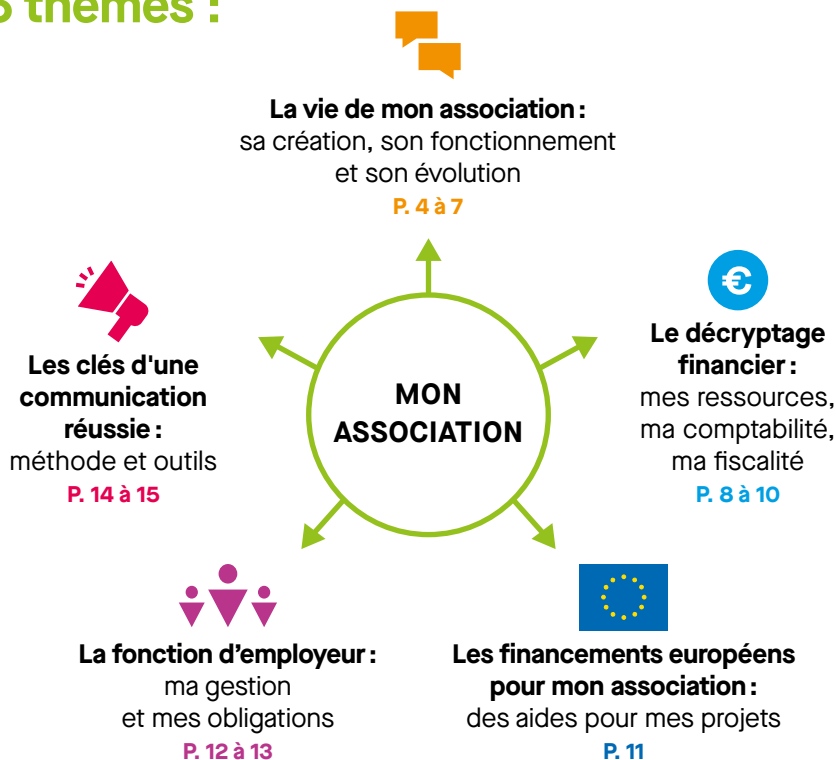 5 thèmes :
La vie de mon association :
sa création, son fonctionnement
et son évolution
P. 4 à 7
€
Le décryptage
financier :
mes ressources,
ma comptabilité,
ma fiscalité
P. 8 à 10
Les clés d'une
communication
réussie :
méthode et outils
P. 14 à 15
MON
ASSOCIATION
La fonction d’employeur :
ma gestion
et mes obligations
P. 12 à 13
Les financements européens
pour mon association :
des aides pour mes projets
P. 11